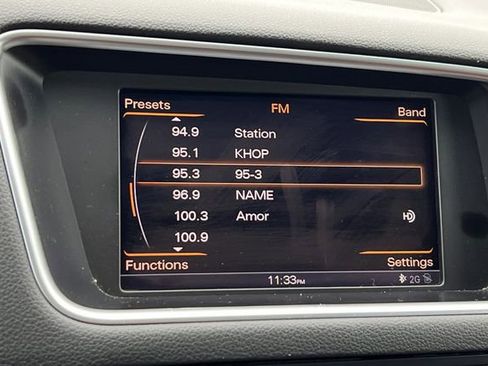 Presets FM Band
94.9 Station
95.1 KHOP
95.3 95-3
96.9 NAME
100.3 Amor HD
100.9
Functions Settings
11:33PM 2G